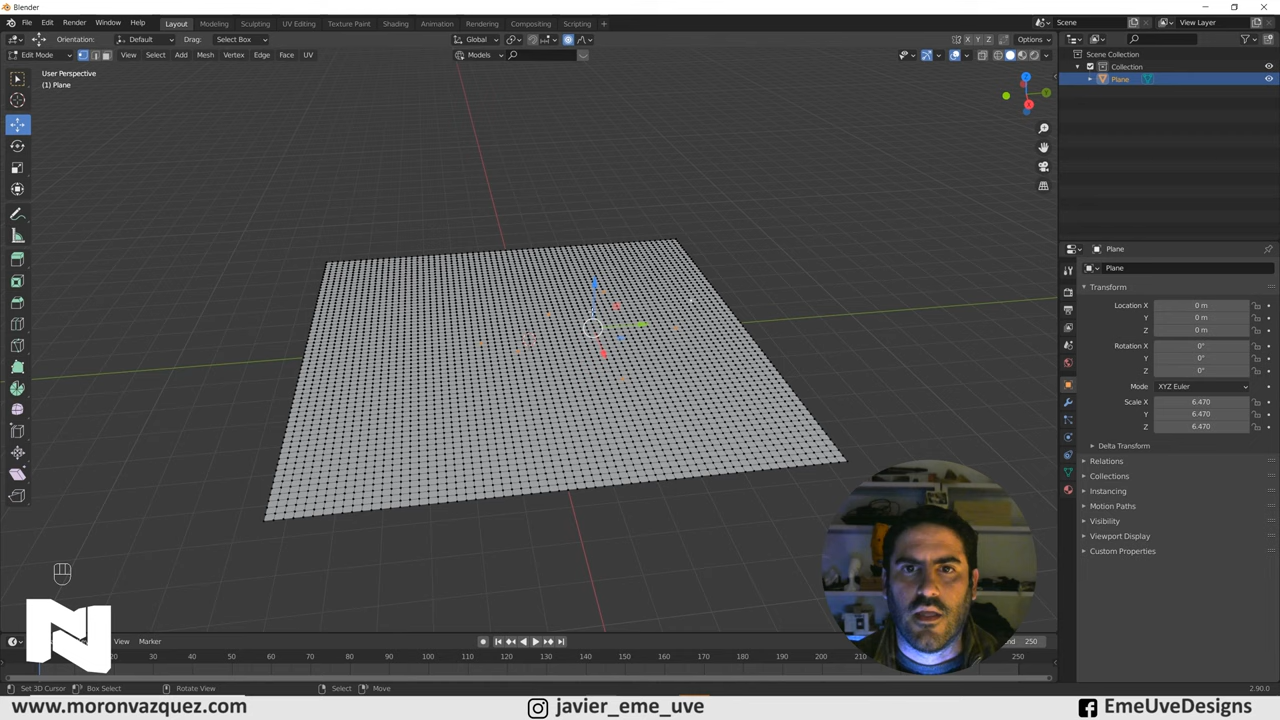 Blender
File Edit Render Window Help Layout Modeling Sculpting UV Editing Texture Paint Shading Animation Rendering Compositing Scripting + Scene View Layer
Orientation: Default Drag: Select Box Global X Y Z Options
Edit Mode View Select Add Mesh Vertex Edge Face UV Models
User Perspective
(1) Plane
Scene Collection
Collection
Plane
Plane
Plane
Transform
Location X 0 m
Y 0 m
Z 0 m
Rotation X 0°
Y 0°
Z 0°
Mode XYZ Euler
Scale X 6.470
Y 6.470
Z 6.470
Delta Transform
Relations
Collections
Instancing
Motion Paths
Visibility
Viewport Display
Custom Properties
N
View Marker 250
20 30 40 50 60 70 80 90 100 110 120 130 140 150 160 170 180 190 200 210 250
Set 3D Cursor Box Select Rotate View Select Move 2.90.0
www.moronvazquez.com javier_eme_uve EmeUveDesigns